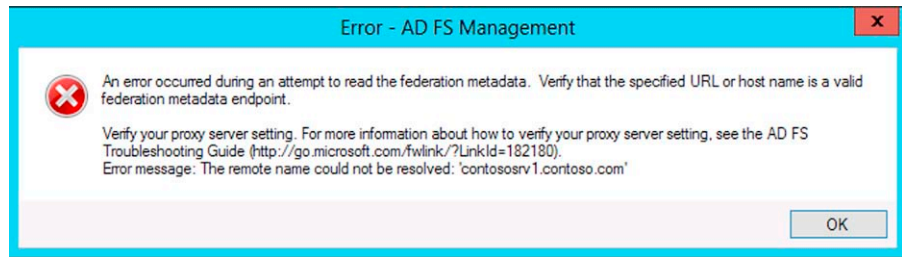 Error - AD FS Management
x
An error occurred during an attempt to read the federation metadata. Verify that the specified URL or host name is a valid
federation metadata endpoint.
Verify your proxy server setting. For more information about how to verify your proxy server setting, see the AD FS
Troubleshooting Guide (http://go.microsoft.com/fwlink/?LinkId=182180).
Error message: The remote name could not be resolved: 'contososrv1.contoso.com'
OK